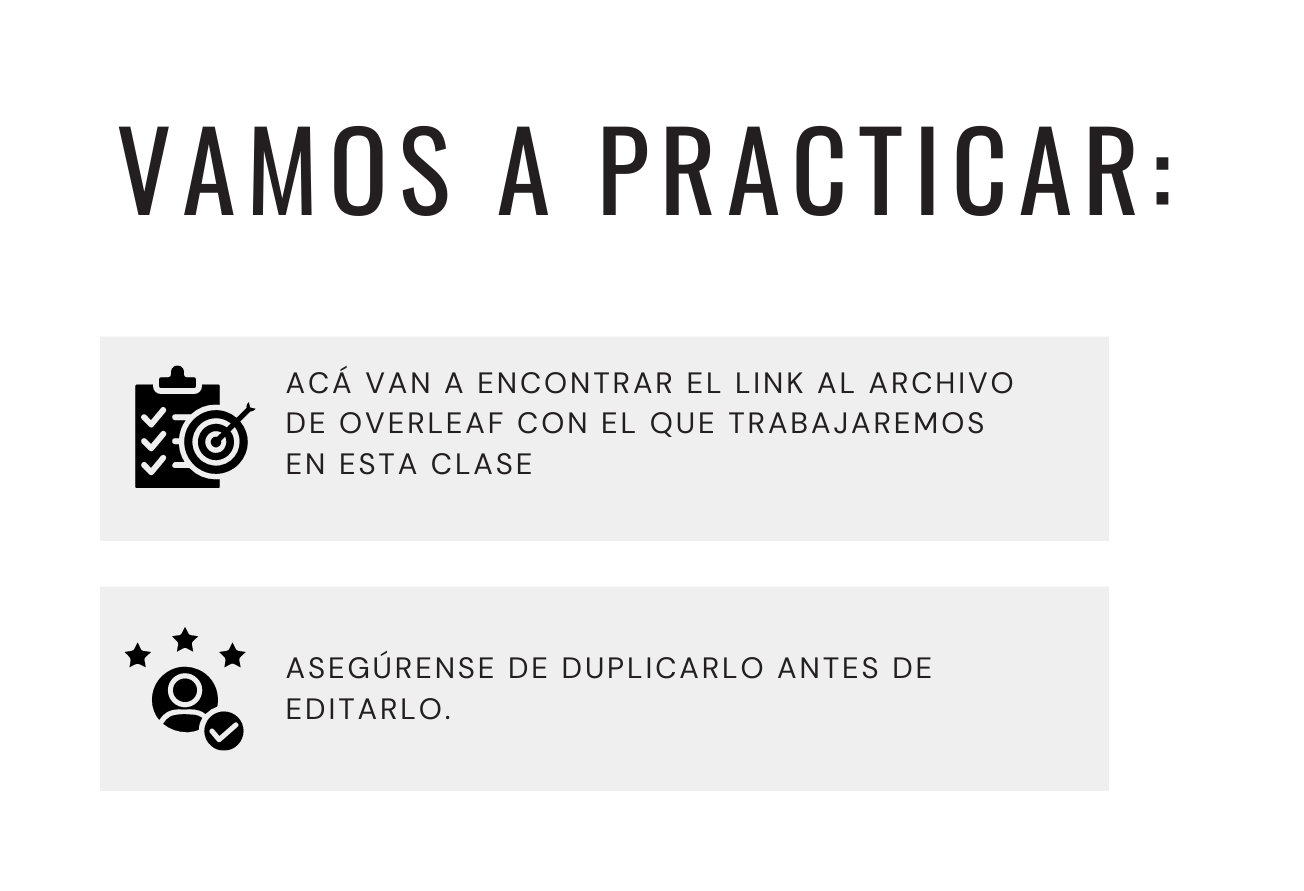 VAMOS A PRACTICAR:
ACÁ VAN A ENCONTRAR EL LINK AL ARCHIVO
DE OVERLEAF CON EL QUE TRABAJAREMOS
EN ESTA CLASE
ASEGÚRENSE DE DUPLICARLO ANTES DE
EDITARLO.